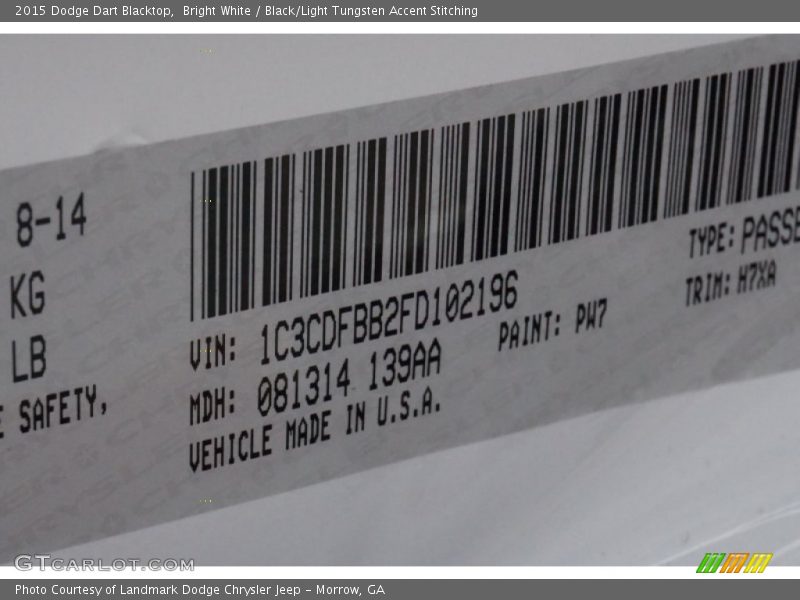 2015 Dodge Dart Blacktop,  Bright White / Black/Light Tungsten Accent Stitching
8-14
KG
LB
E SAFETY,
VIN: 1C3CDFBB2FD102196
MDH: 081314 139AA
VEHICLE MADE IN U.S.A.
PAINT: PW7
TYPE: PASSE
TRIM: H7XA
GTCARLOT.COM
Photo Courtesy of Landmark Dodge Chrysler Jeep – Morrow, GA